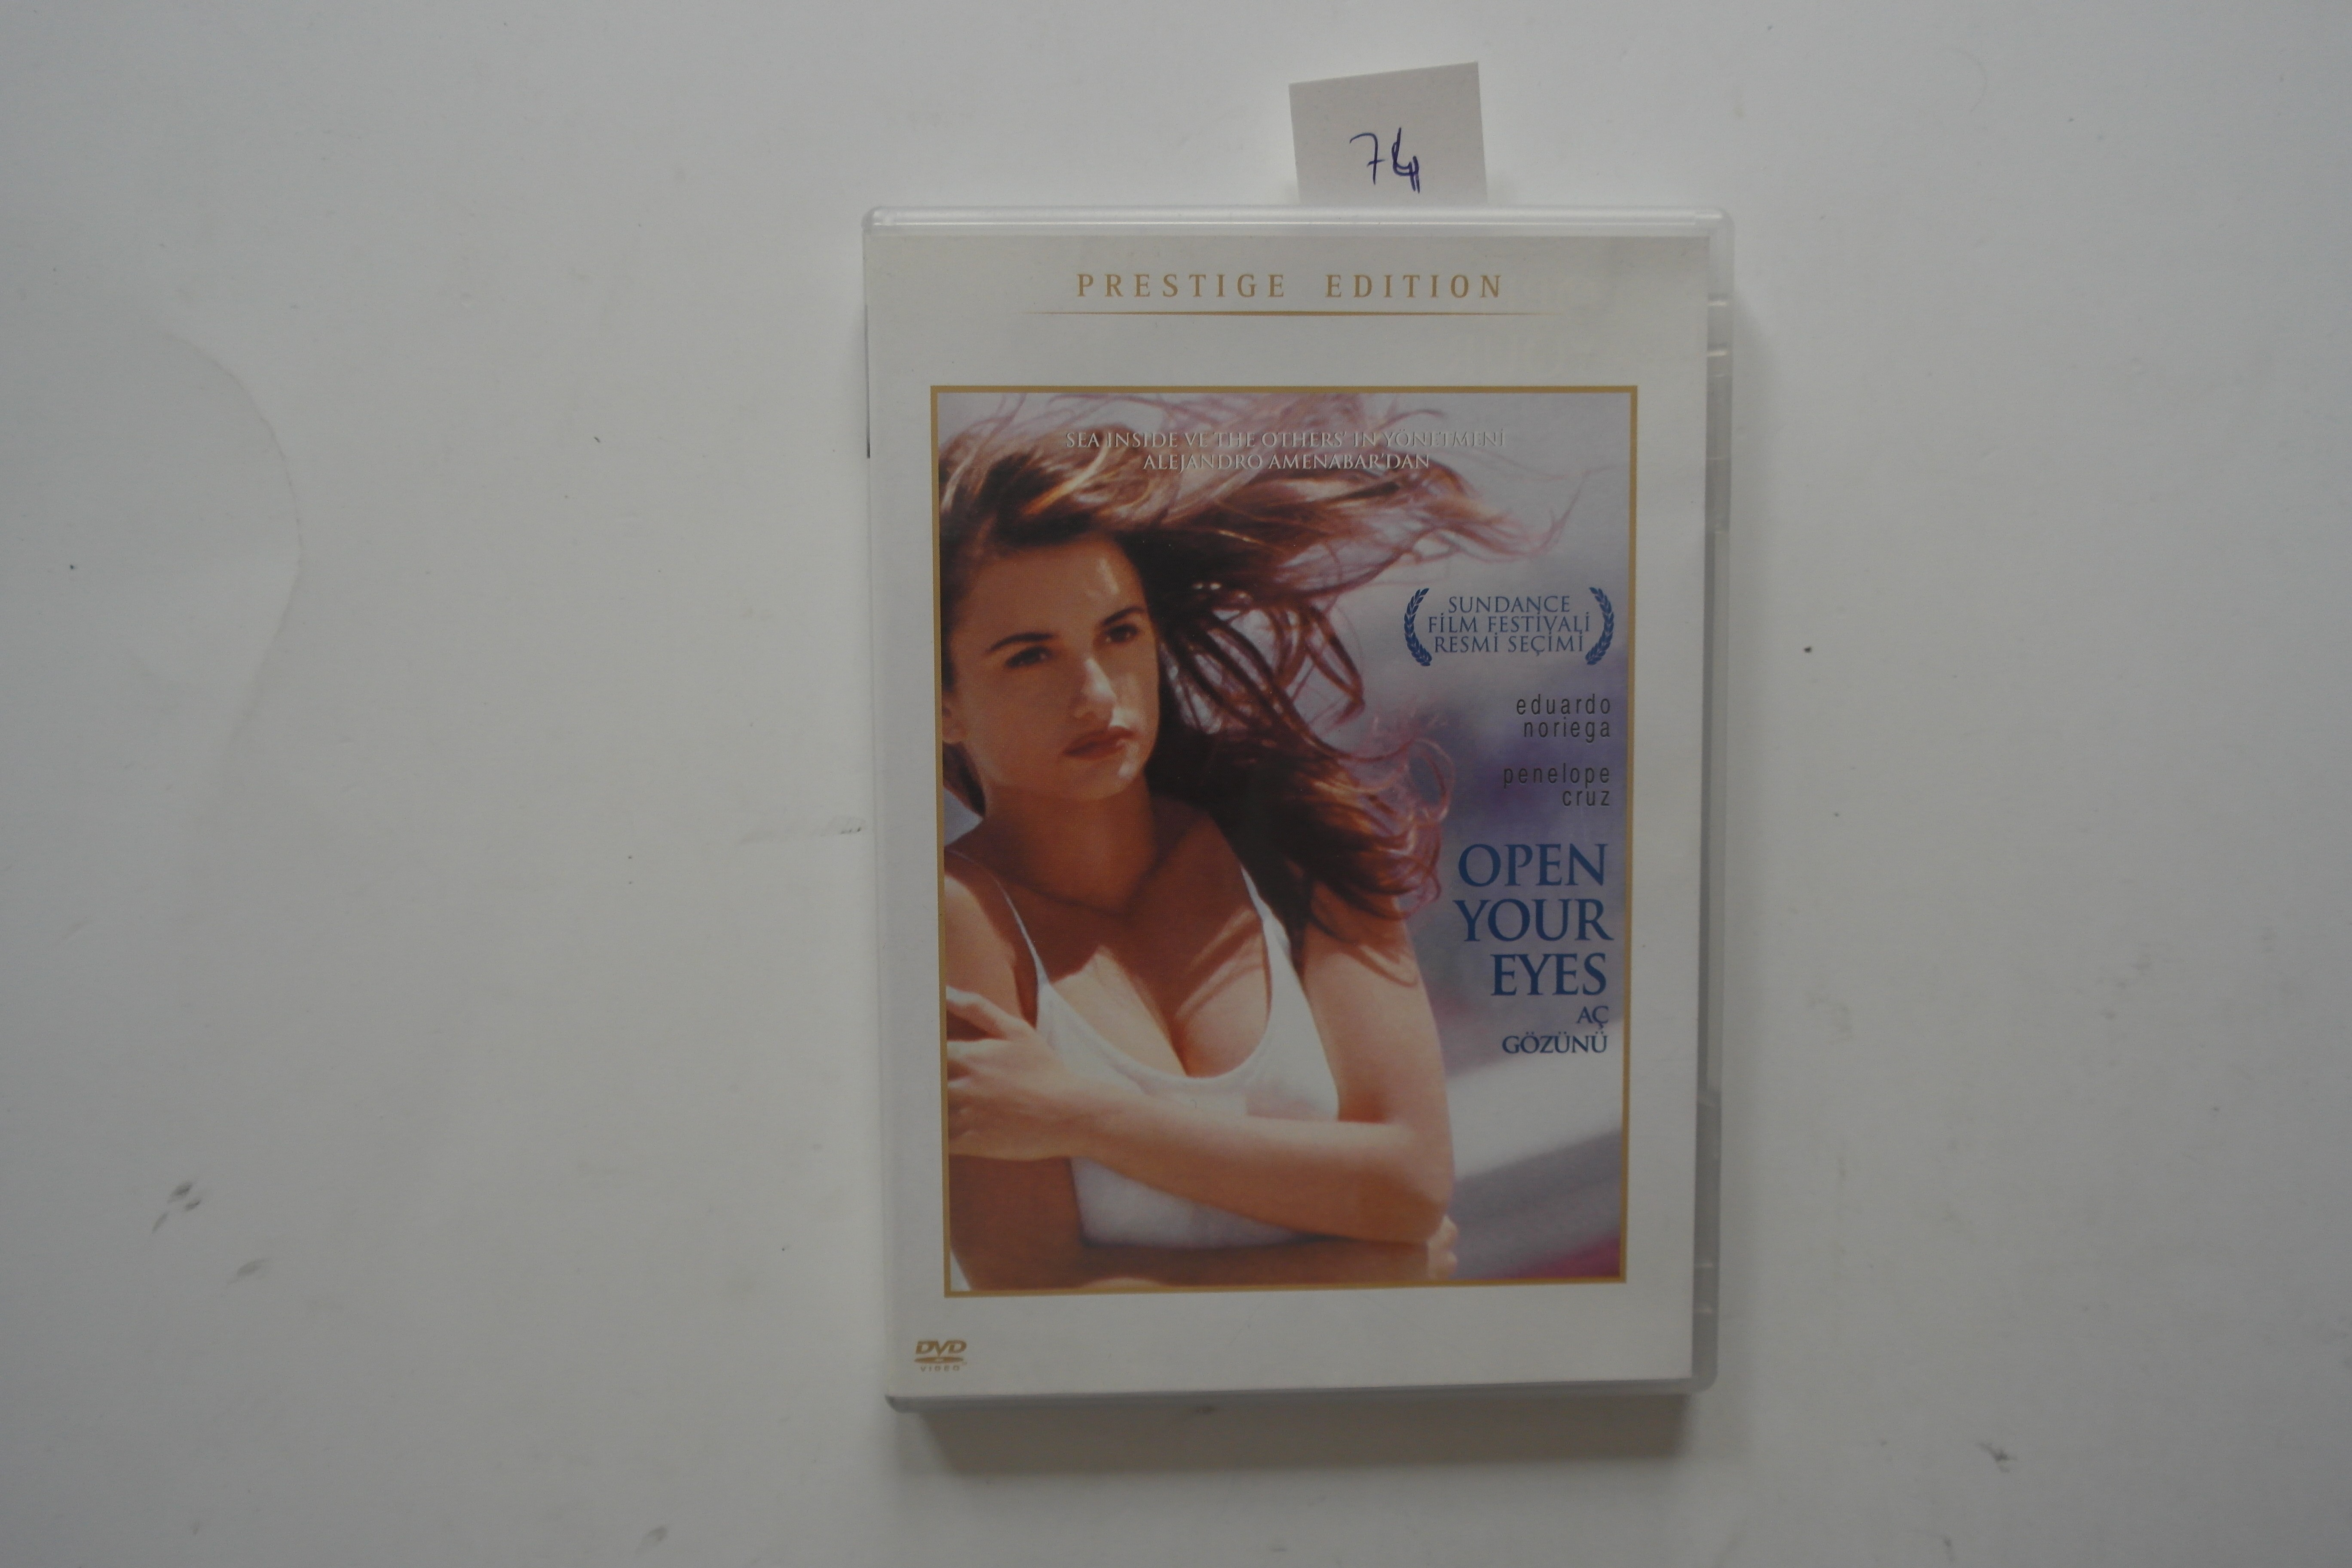 74
PRESTIGE EDITION
SEA INSIDE VE 'THE OTHERS' IN YÖNETMENİ
ALEJANDRO AMENABAR'DAN
SUNDANCE
FİLM FESTİVALİ
RESMİ SEÇİMİ
eduardo
noriega
penelope
cruz
OPEN
YOUR
EYES
AÇ
GÖZÜNÜ
DVD
VIDEO